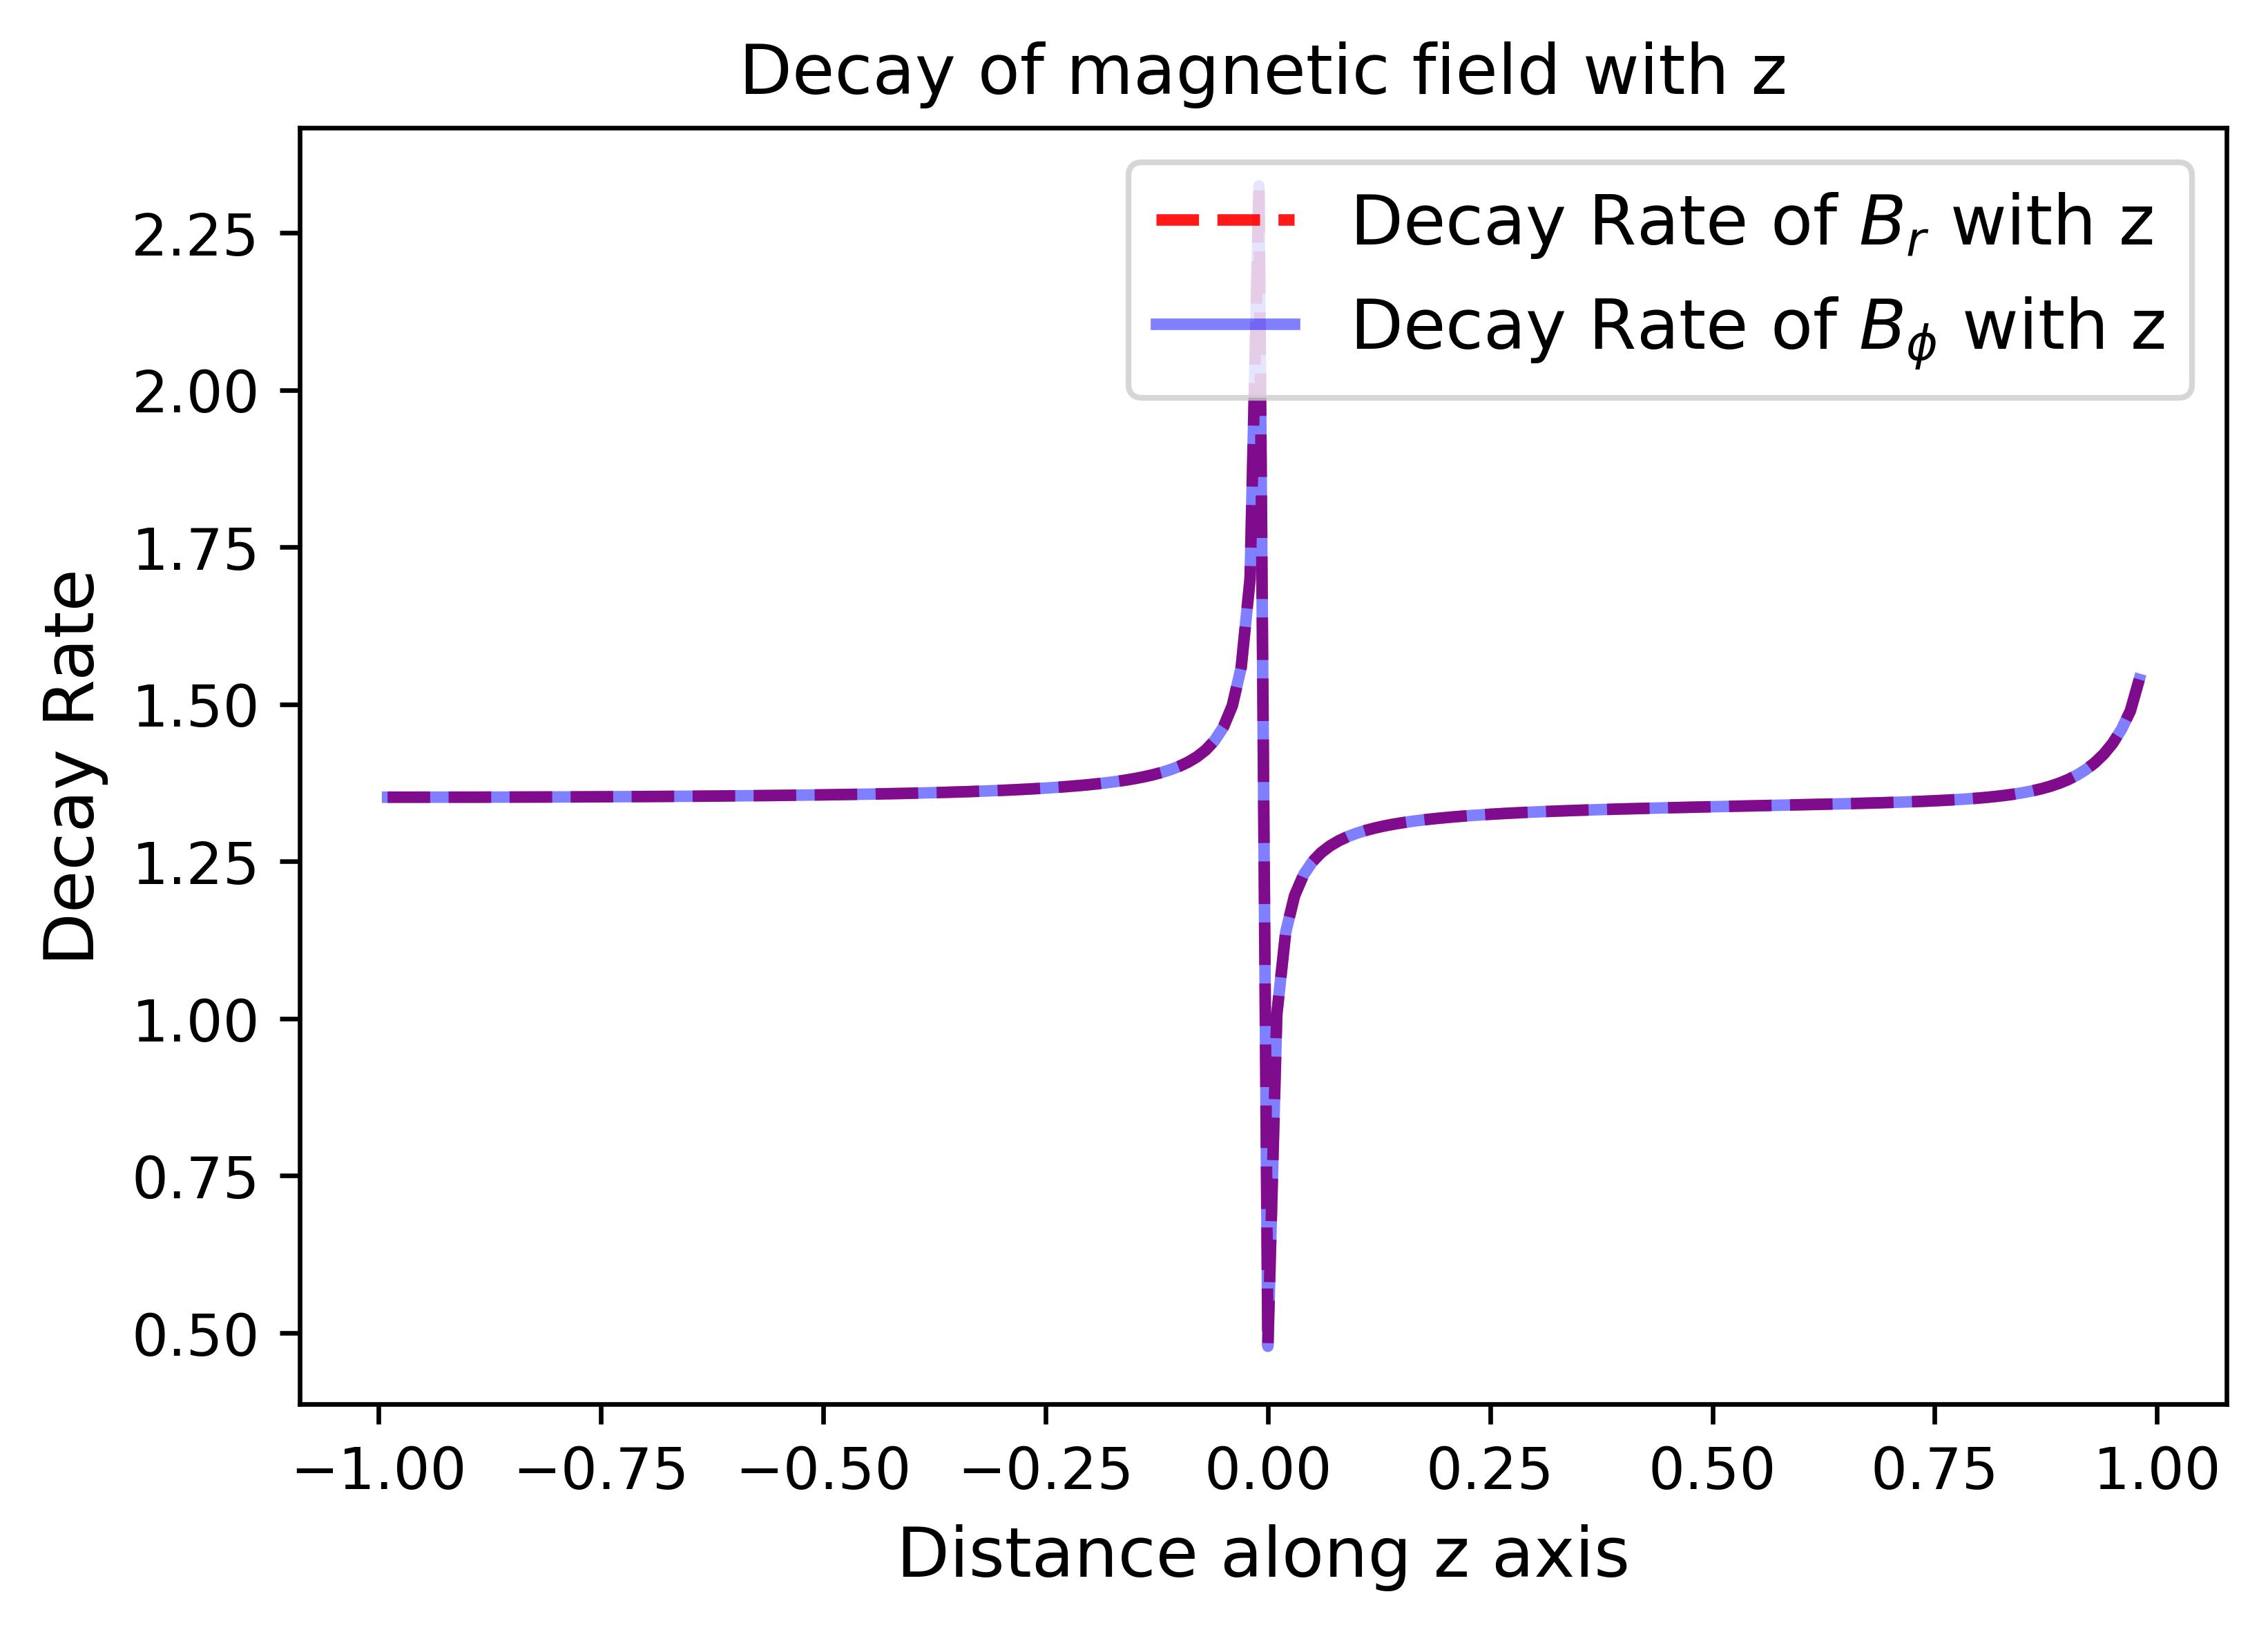 Decay of magnetic field with z
Decay Rate of B_r with z
Decay Rate of B_ϕ with z
2.25
2.00
1.75
1.50
1.25
1.00
0.75
0.50
Decay Rate
−1.00 −0.75 −0.50 −0.25 0.00 0.25 0.50 0.75 1.00
Distance along z axis